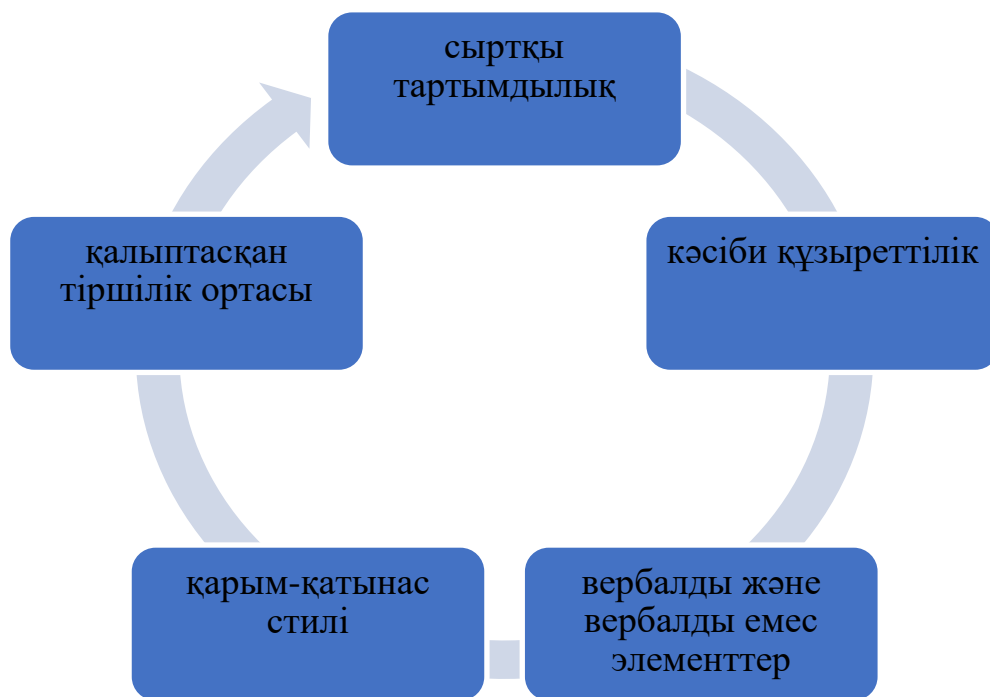 сыртқы
тартымдылық
кәсіби құзыреттілік
вербалды және
вербалды емес
элементтер
қарым-қатынас
стилі
қалыптасқан
тіршілік ортасы